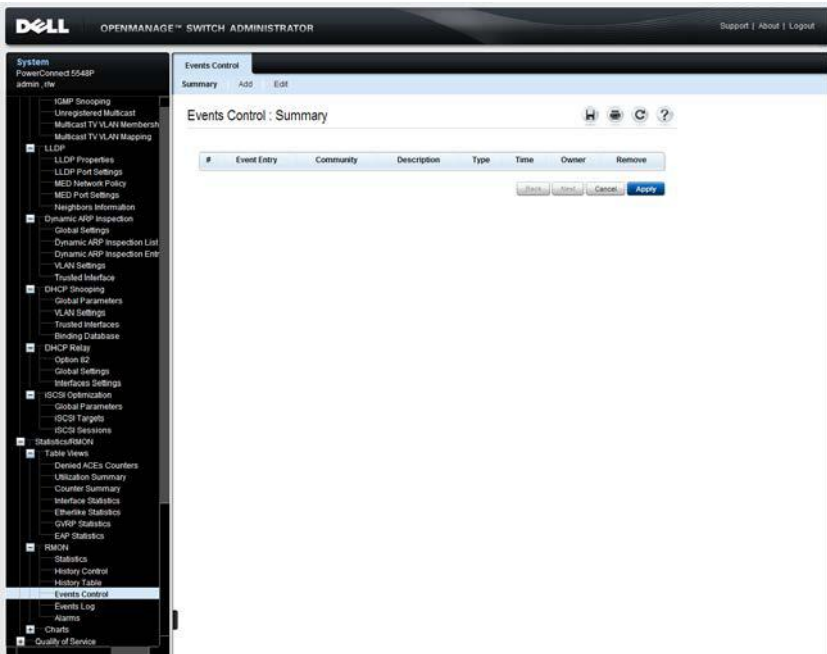 DELL OPENMANAGE™ SWITCH ADMINISTRATOR
Support | About | Logout
System
PowerConnect 5548P
admin , r/w
IGMP Snooping
Unregistered Multicast
Multicast TV VLAN Membersh
Multicast TV VLAN Mapping
LLDP
LLDP Properties
LLDP Port Settings
MED Network Policy
MED Port Settings
Neighbors Information
Dynamic ARP Inspection
Global Settings
Dynamic ARP Inspection List
Dynamic ARP Inspection Entr
VLAN Settings
Trusted Interface
DHCP Snooping
Global Parameters
VLAN Settings
Trusted Interfaces
Binding Database
DHCP Relay
Option 82
Global Settings
Interfaces Settings
iSCSI Optimization
Global Parameters
iSCSI Targets
iSCSI Sessions
Statistics/RMON
Table Views
Denied ACEs Counters
Utilization Summary
Counter Summary
Interface Statistics
Etherlike Statistics
GVRP Statistics
EAP Statistics
RMON
Statistics
History Control
History Table
Events Control
Events Log
Alarms
Charts
Quality of Service
Events Control
Summary Add Edit
Events Control : Summary
# Event Entry Community Description Type Time Owner Remove
Back Next Cancel Apply